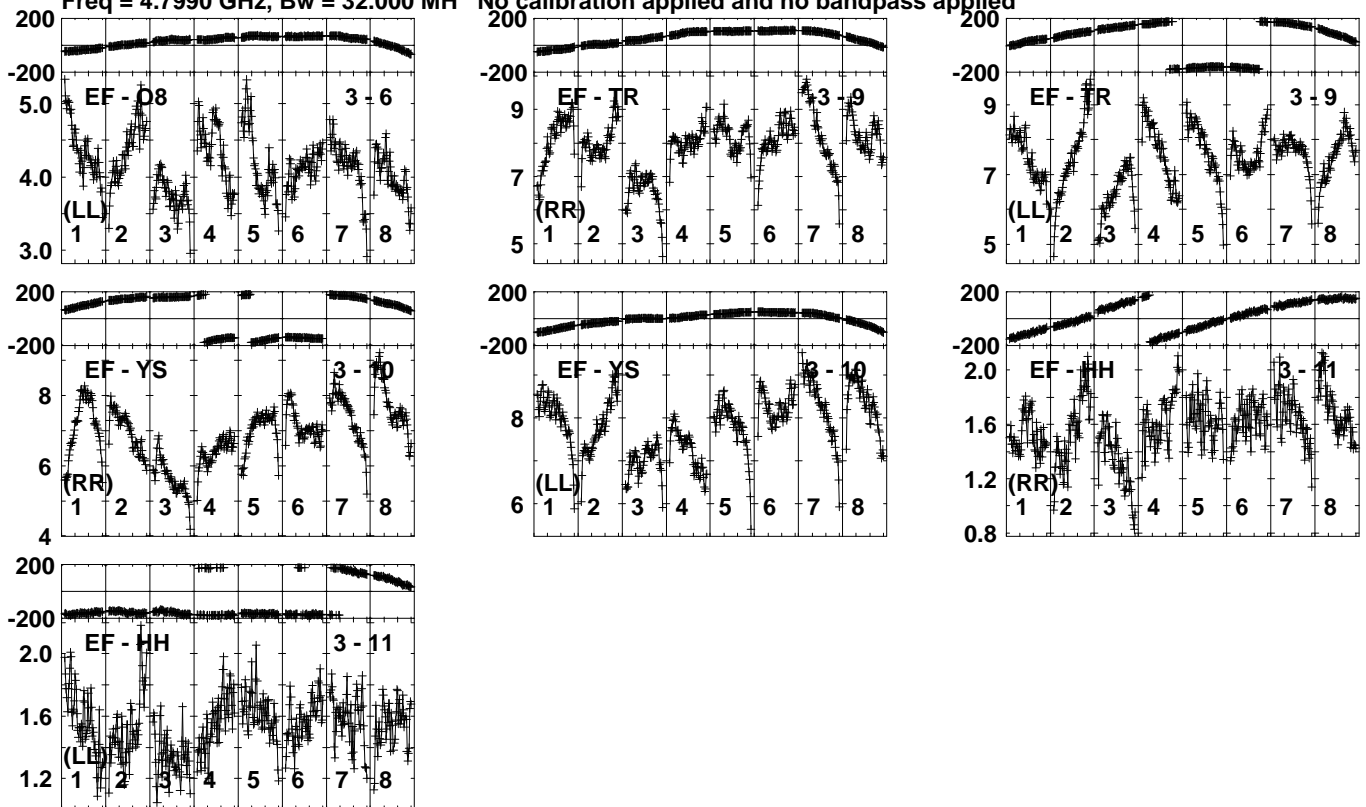 Freq = 4.7990 GHz, Bw = 32.000 MH No calibration applied and no bandpass applied
200
-200
5.0
4.0
3.0
EF - O8 3 - 6
(LL)
1 2 3 4 5 6 7 8
200
-200
9
7
5
EF - TR 3 - 9
(RR)
1 2 3 4 5 6 7 8
200
-200
9
7
5
EF - TR 3 - 9
(LL)
1 2 3 4 5 6 7 8
200
-200
8
6
4
EF - YS 3 - 10
(RR)
1 2 3 4 5 6 7 8
200
-200
8
6
EF - YS 3 - 10
(LL)
1 2 3 4 5 6 7 8
200
-200
2.0
1.6
1.2
0.8
EF - HH 3 - 11
(RR)
1 2 3 4 5 6 7 8
200
-200
2.0
1.6
1.2
EF - HH 3 - 11
(LL)
1 2 3 4 5 6 7 8